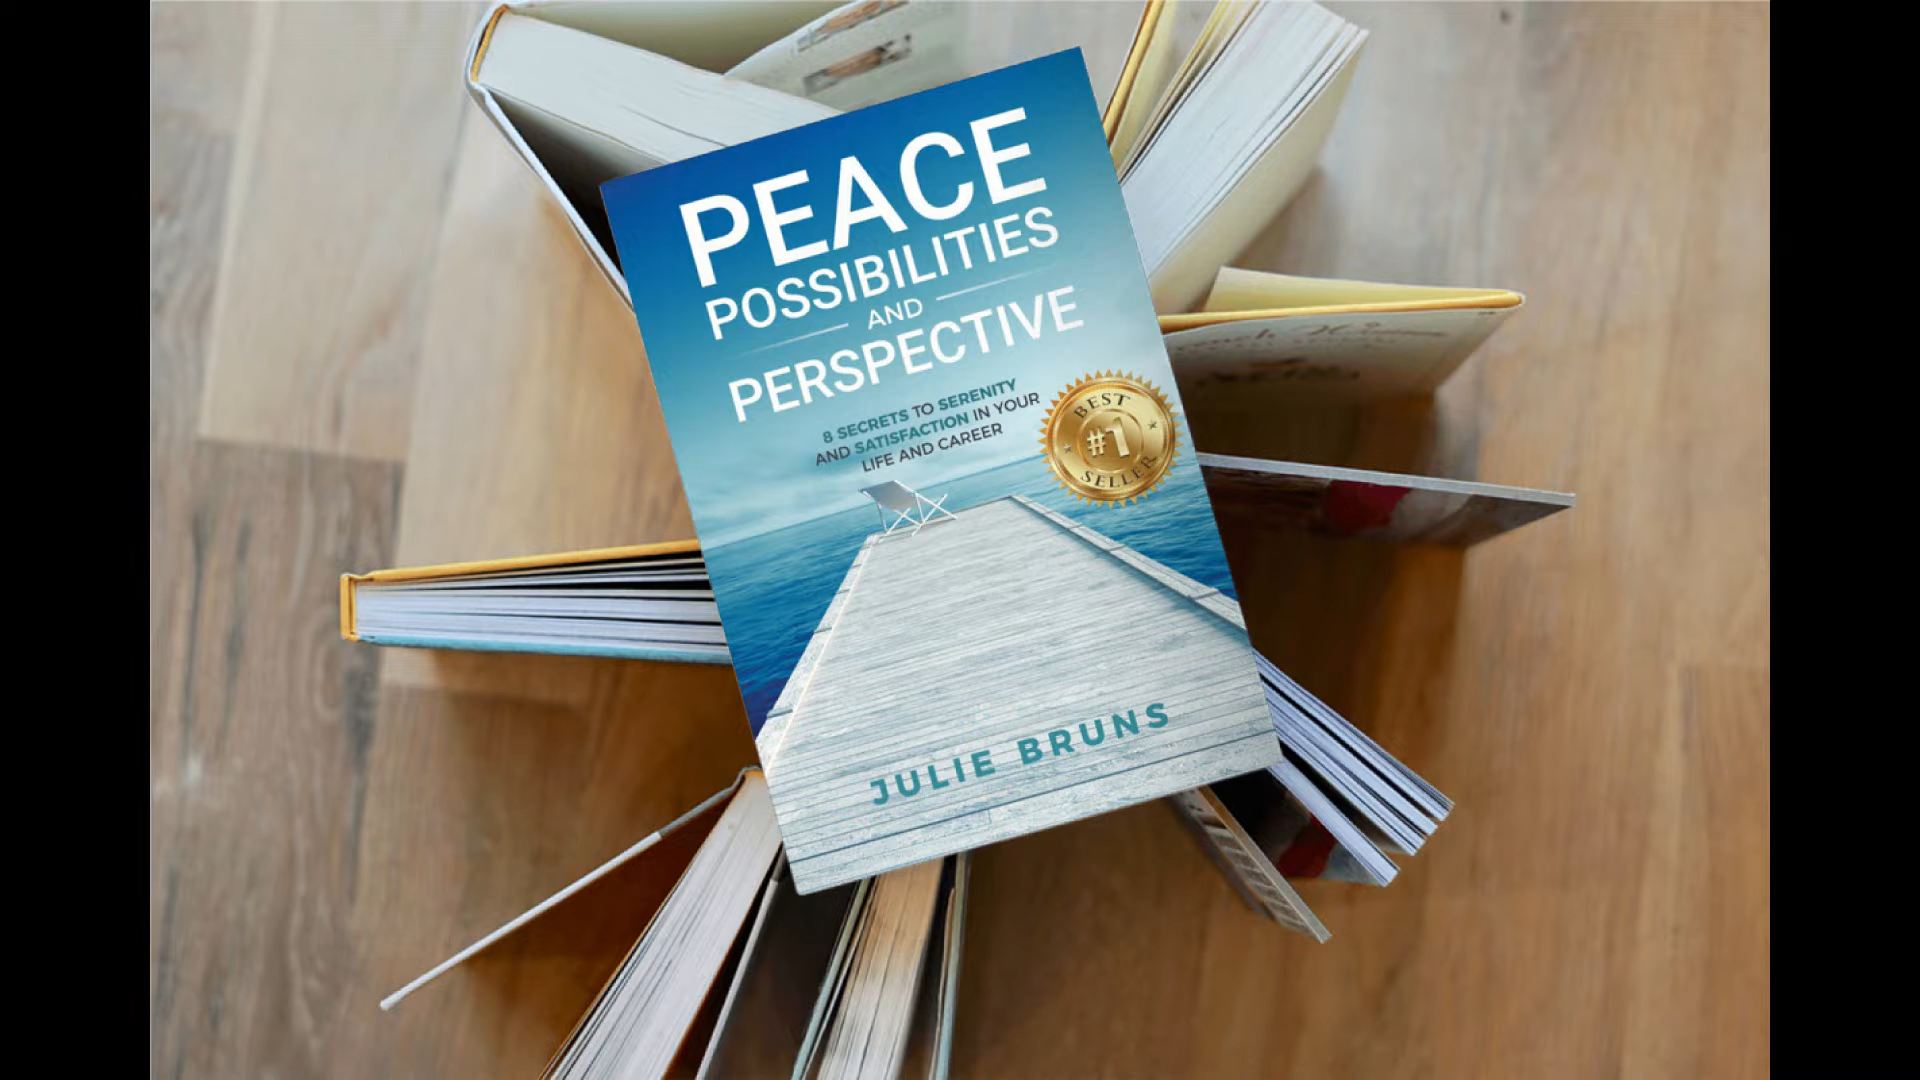 PEACE
POSSIBILITIES
AND
PERSPECTIVE
8 SECRETS TO SERENITY
AND SATISFACTION IN YOUR
LIFE AND CAREER
BEST
#1
SELLER
JULIE BRUNS